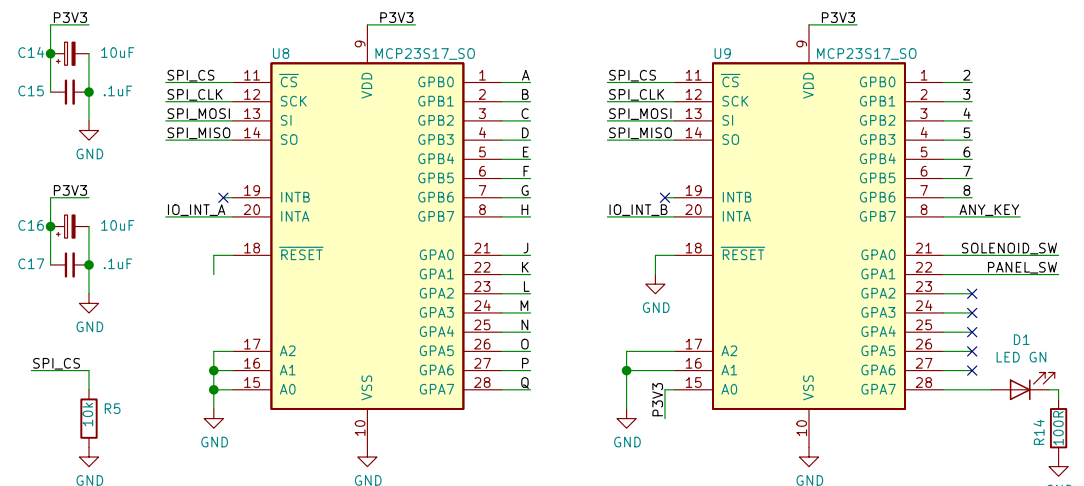 P3V3
C14 10uF
C15 .1uF
GND
P3V3
C16 10uF
C17 .1uF
GND
SPI_CS
10k R5
GND
P3V3
9
U8 MCP23S17_SO
VDD
SPI_CS 11 CS GPB0 1 A
SPI_CLK 12 SCK GPB1 2 B
SPI_MOSI 13 SI GPB2 3 C
SPI_MISO 14 SO GPB3 4 D
GPB4 5 E
GPB5 6 F
19 INTB GPB6 7 G
IO_INT_A 20 INTA GPB7 8 H
18 RESET GPA0 21 J
GPA1 22 K
GPA2 23 L
GPA3 24 M
GPA4 25 N
17 A2 GPA5 26 O
16 A1 GPA6 27 P
15 A0 GPA7 28 Q
VSS
10
GND
GND
P3V3
9
U9 MCP23S17_SO
VDD
SPI_CS 11 CS GPB0 1 2
SPI_CLK 12 SCK GPB1 2 3
SPI_MOSI 13 SI GPB2 3 4
SPI_MISO 14 SO GPB3 4 5
GPB4 5 6
GPB5 6 7
19 INTB GPB6 7 8
IO_INT_B 20 INTA GPB7 8 ANY_KEY
18 RESET GPA0 21 SOLENOID_SW
GPA1 22 PANEL_SW
GND GPA2 23
GPA3 24
GPA4 25
17 A2 GPA5 26
16 A1 GPA6 27
P3V3 15 A0 GPA7 28
VSS
10
GND
GND
D1
LED GN
R14 100R
GND